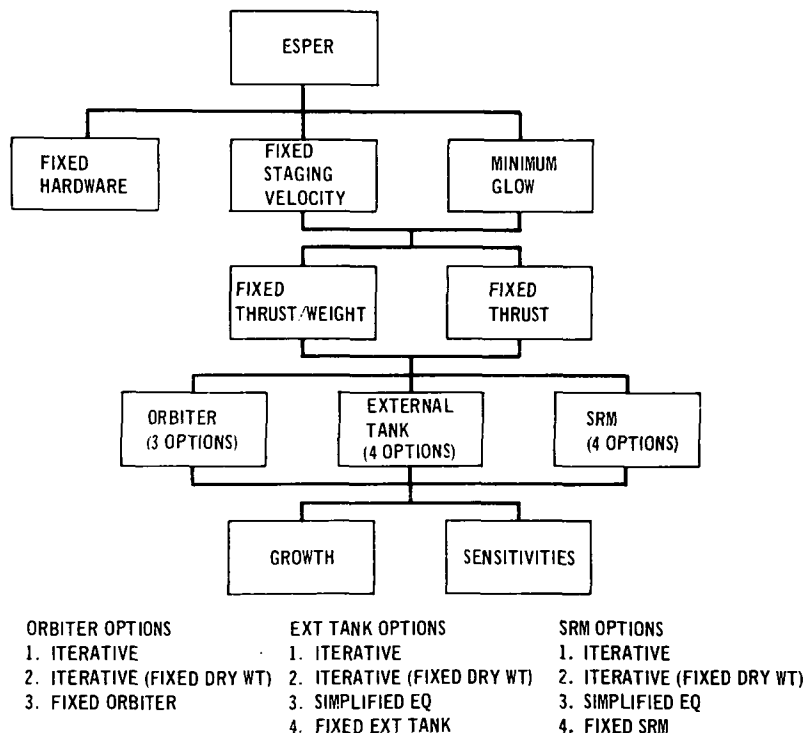 ESPER
FIXED
HARDWARE
FIXED
STAGING
VELOCITY
MINIMUM
GLOW
FIXED
THRUST/WEIGHT
FIXED
THRUST
ORBITER
(3 OPTIONS)
EXTERNAL
TANK
(4 OPTIONS)
SRM
(4 OPTIONS)
GROWTH
SENSITIVITIES
ORBITER OPTIONS
1. ITERATIVE
2. ITERATIVE (FIXED DRY WT)
3. FIXED ORBITER
EXT TANK OPTIONS
1. ITERATIVE
2. ITERATIVE (FIXED DRY WT)
3. SIMPLIFIED EQ
4. FIXED EXT TANK
SRM OPTIONS
1. ITERATIVE
2. ITERATIVE (FIXED DRY WT)
3. SIMPLIFIED EQ
4. FIXED SRM